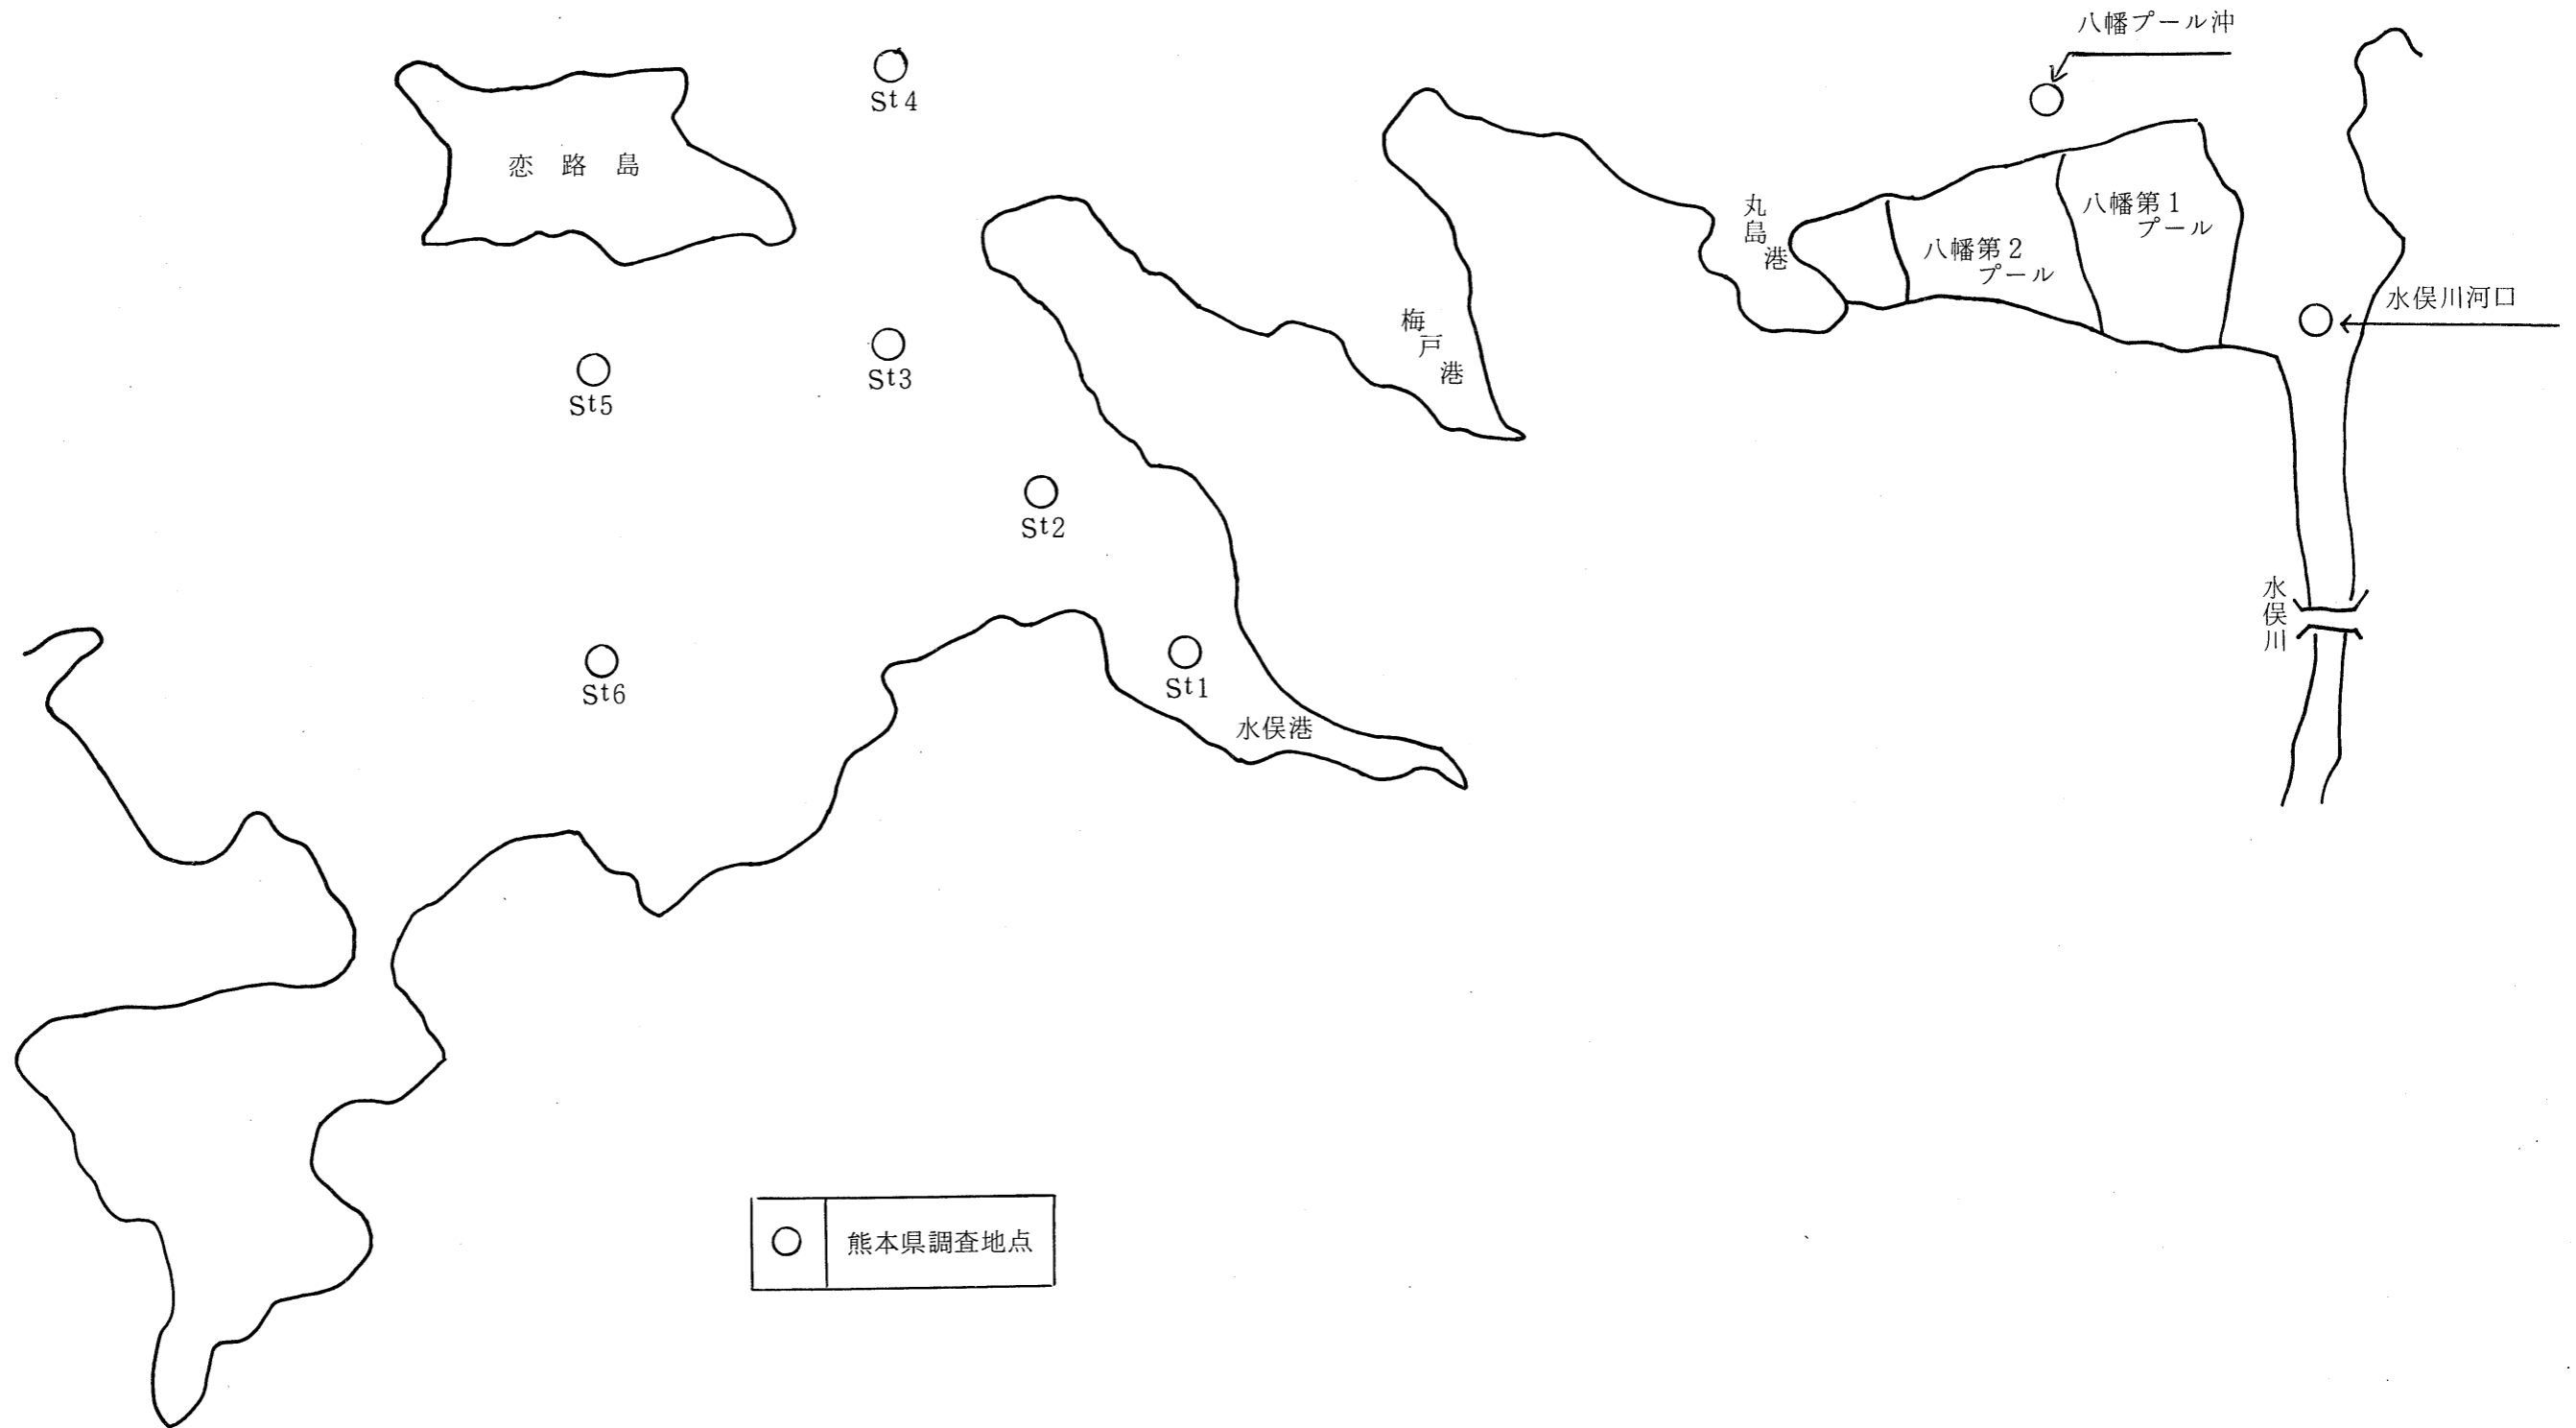 八幡プール沖
St4
恋路島
丸島港
八幡第1
プール
八幡第2
プール
水俣川河口
梅戸港
St3
St5
St2
水俣川
St6
St1
水俣港
熊本県調査地点